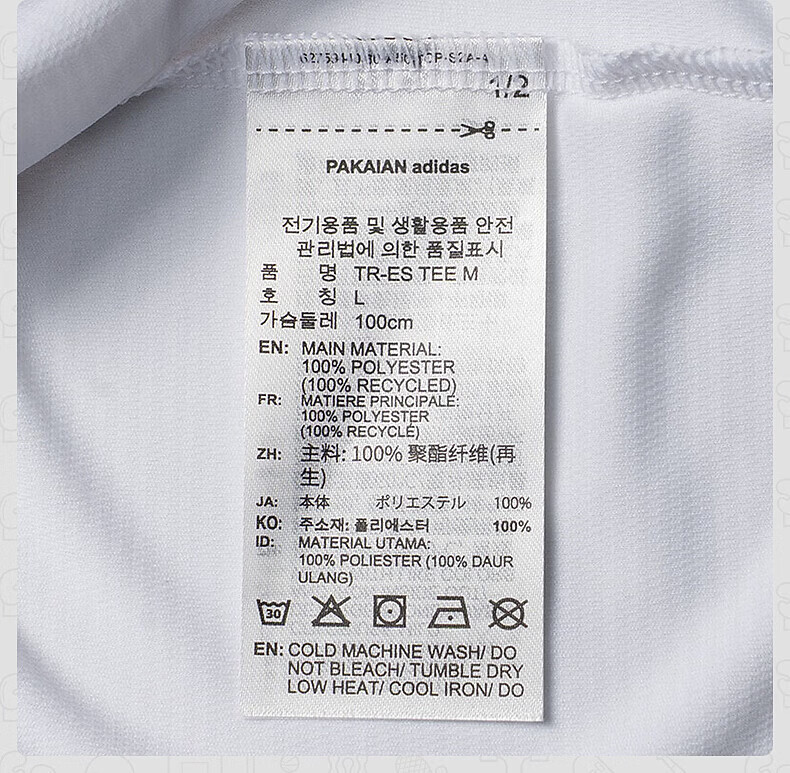 1/2
PAKAIAN adidas
전기용품 및 생활용품 안전
관리법에 의한 품질표시
품 명 TR-ES TEE M
호 칭 L
가슴둘레 100cm
EN: MAIN MATERIAL:
100% POLYESTER
(100% RECYCLED)
FR: MATIERE PRINCIPALE:
100% POLYESTER
(100% RECYCLÉ)
ZH: 主料: 100% 聚酯纤维(再
生)
JA: 本体 ポリエステル 100%
KO: 주소재: 폴리에스터 100%
ID: MATERIAL UTAMA:
100% POLIESTER (100% DAUR
ULANG)
30
EN: COLD MACHINE WASH/ DO
NOT BLEACH/ TUMBLE DRY
LOW HEAT/ COOL IRON/ DO